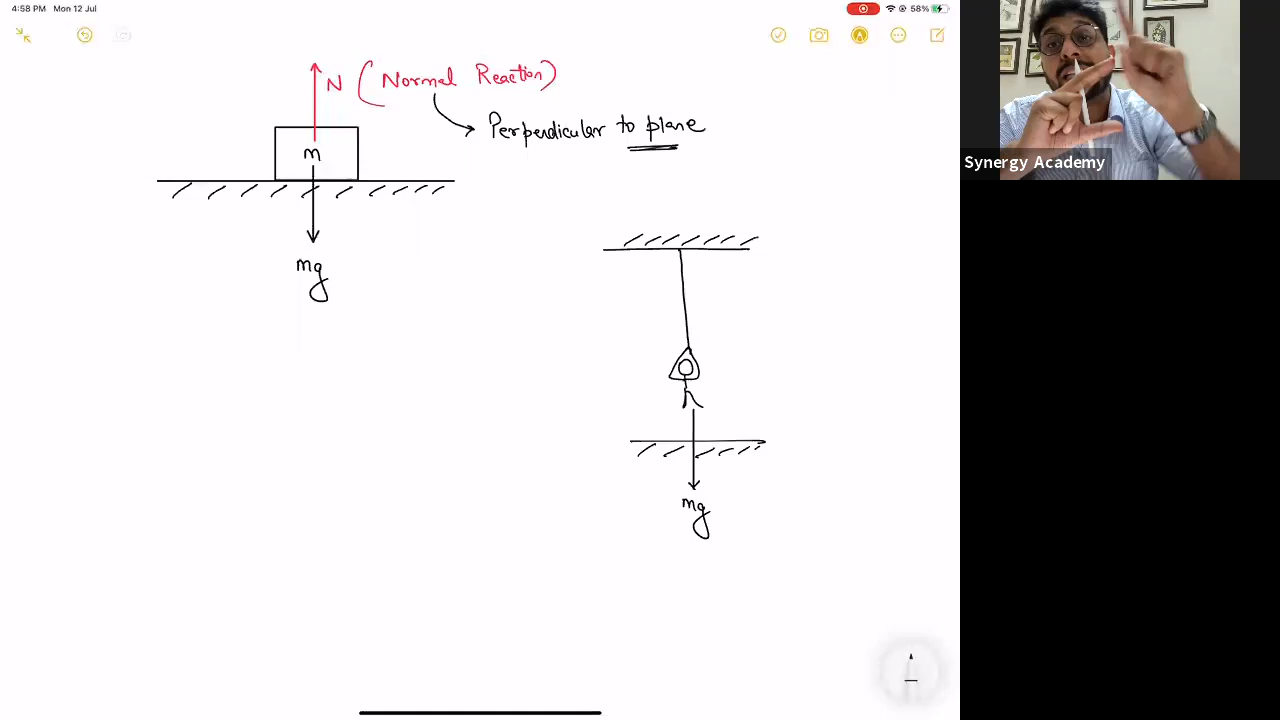 4:58 PM Mon 12 Jul
58%
N (Normal Reaction)
Perpendicular to plane
m
mg
mg
Synergy Academy